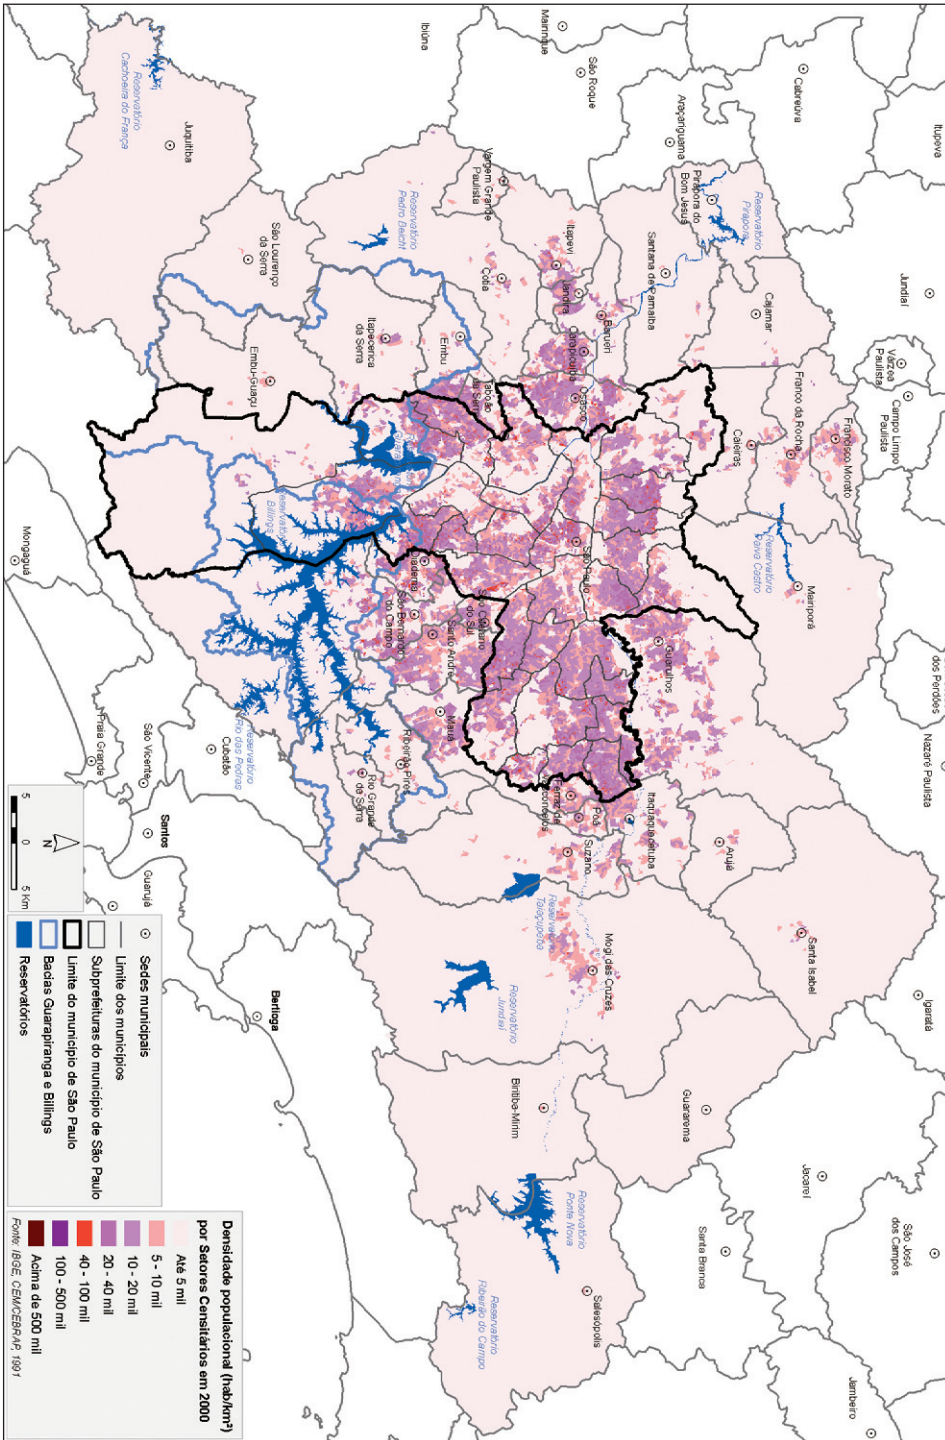 Mairinque
Ibiúna
São Roque
Cabreúva
Itupeva
Araçariguama
Jundiaí
Várzea
Paulista
Campo Limpo
Paulista
Reservatório
Cachoeira do França
Juquitiba
São Lourenço
da Serra
Reservatório
Pedro Beicht
Vargem Grande
Paulista
Pirapora do
Bom Jesus
Reservatório
Pirapora
Santana de Parnaíba
Cajamar
Itapevi
Jandira
Cotia
Barueri
Carapicuíba
Osasco
Embu
Itapecerica
da Serra
Embu-Guaçu
Taboão
da Serra
Franco da Rocha
Francisco Morato
Caieiras
Reservatório
Paiva Castro
Mairiporã
Reservatório
Billings
São Paulo
Guarulhos
Diadema
São Bernardo
do Campo
São Caetano
do Sul
Santo André
Mauá
Ribeirão Pires
Rio Grande
da Serra
Reservatório
Rio das Pedras
Ferraz de
Vasconcelos
Poá
Itaquaquecetuba
Suzano
Arujá
Santa Isabel
Reservatório
Taiaçupeba
Mogi das Cruzes
Reservatório
Jundiaí
Biritiba-Mirim
Guararema
Reservatório
Ponte Nova
Salesópolis
Reservatório
Ribeirão do Campo
dos Perdões
Nazaré Paulista
Igaratá
Jacareí
São José
dos Campos
Santa Branca
Jambeiro
Mongaguá
Praia Grande
São Vicente
Cubatão
Santos
Guarujá
Bertioga
5 0 5 Km
N
Sedes municipais
Limite dos municípios
Subprefeituras do município de São Paulo
Limite do município de São Paulo
Bacias Guarapiranga e Billings
Reservatórios
Densidade populacional (hab/km²)
por Setores Censitários em 2000
Até 5 mil
5 - 10 mil
10 - 20 mil
20 - 40 mil
40 - 100 mil
100 - 500 mil
Acima de 500 mil
Fonte: IBGE, CEM/CEBRAP, 1991